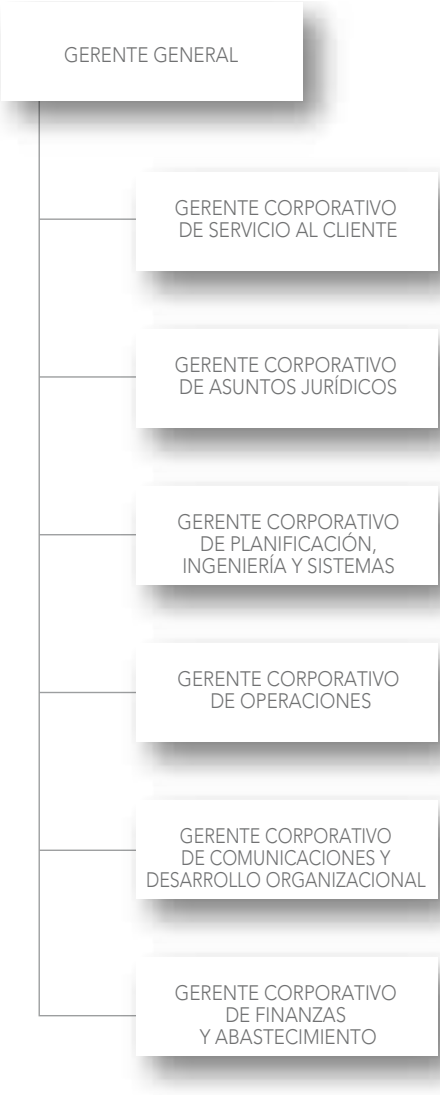 GERENTE GENERAL
GERENTE CORPORATIVO
DE SERVICIO AL CLIENTE
GERENTE CORPORATIVO
DE ASUNTOS JURÍDICOS
GERENTE CORPORATIVO
DE PLANIFICACIÓN,
INGENIERÍA Y SISTEMAS
GERENTE CORPORATIVO
DE OPERACIONES
GERENTE CORPORATIVO
DE COMUNICACIONES Y
DESARROLLO ORGANIZACIONAL
GERENTE CORPORATIVO
DE FINANZAS
Y ABASTECIMIENTO